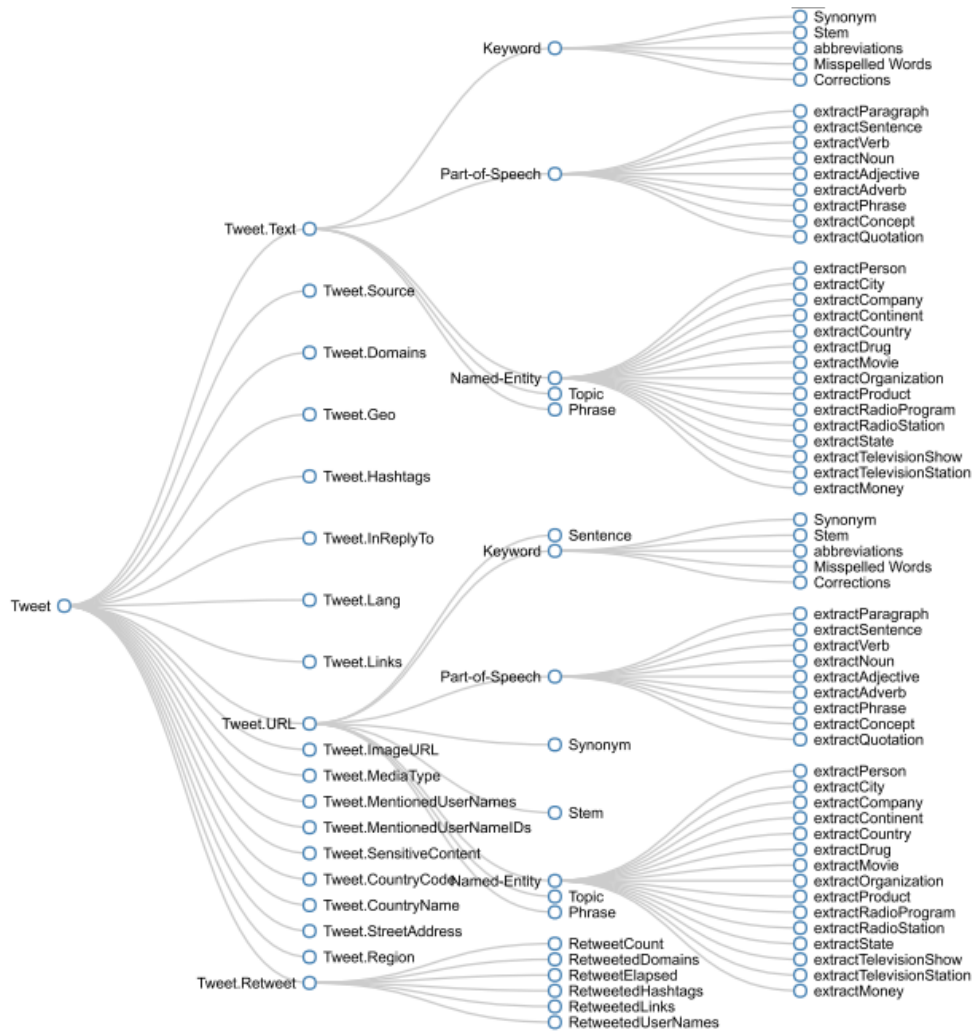 Tweet
Tweet.Text
Keyword
Synonym
Stem
abbreviations
Misspelled Words
Corrections
Part-of-Speech
extractParagraph
extractSentence
extractVerb
extractNoun
extractAdjective
extractAdverb
extractPhrase
extractConcept
extractQuotation
Named-Entity
extractPerson
extractCity
extractCompany
extractContinent
extractCountry
extractDrug
extractMovie
extractOrganization
extractProduct
extractRadioProgram
extractRadioStation
extractState
extractTelevisionShow
extractTelevisionStation
extractMoney
Topic
Phrase
Tweet.Source
Tweet.Domains
Tweet.Geo
Tweet.Hashtags
Tweet.InReplyTo
Tweet.Lang
Tweet.Links
Tweet.URL
Sentence
Keyword
Synonym
Stem
abbreviations
Misspelled Words
Corrections
Part-of-Speech
extractParagraph
extractSentence
extractVerb
extractNoun
extractAdjective
extractAdverb
extractPhrase
extractConcept
extractQuotation
Synonym
Stem
Named-Entity
extractPerson
extractCity
extractCompany
extractContinent
extractCountry
extractDrug
extractMovie
extractOrganization
extractProduct
extractRadioProgram
extractRadioStation
extractState
extractTelevisionShow
extractTelevisionStation
extractMoney
Topic
Phrase
Tweet.ImageURL
Tweet.MediaType
Tweet.MentionedUserNames
Tweet.MentionedUserNameIDs
Tweet.SensitiveContent
Tweet.CountryCode
Tweet.CountryName
Tweet.StreetAddress
Tweet.Region
Tweet.Retweet
RetweetCount
RetweetedDomains
RetweetElapsed
RetweetedHashtags
RetweetedLinks
RetweetedUserNames